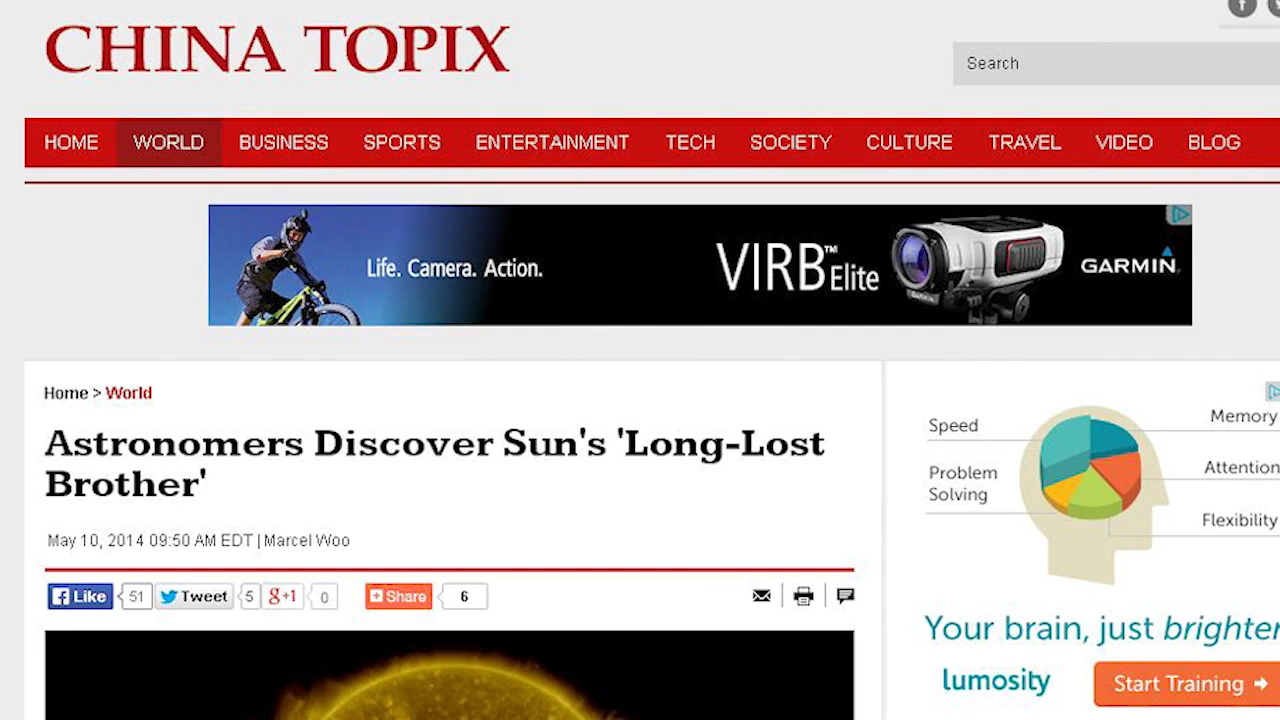 CHINA TOPIX
Search
HOME WORLD BUSINESS SPORTS ENTERTAINMENT TECH SOCIETY CULTURE TRAVEL VIDEO BLOG
Life. Camera. Action.
VIRB™ Elite
GARMIN
Home > World
Astronomers Discover Sun's 'Long-Lost
Brother'
May 10, 2014 09:50 AM EDT | Marcel Woo
Like 51 Tweet 5 g+1 0 Share 6
Speed
Memory
Problem
Solving
Attention
Flexibility
Your brain, just brighter
lumosity
Start Training